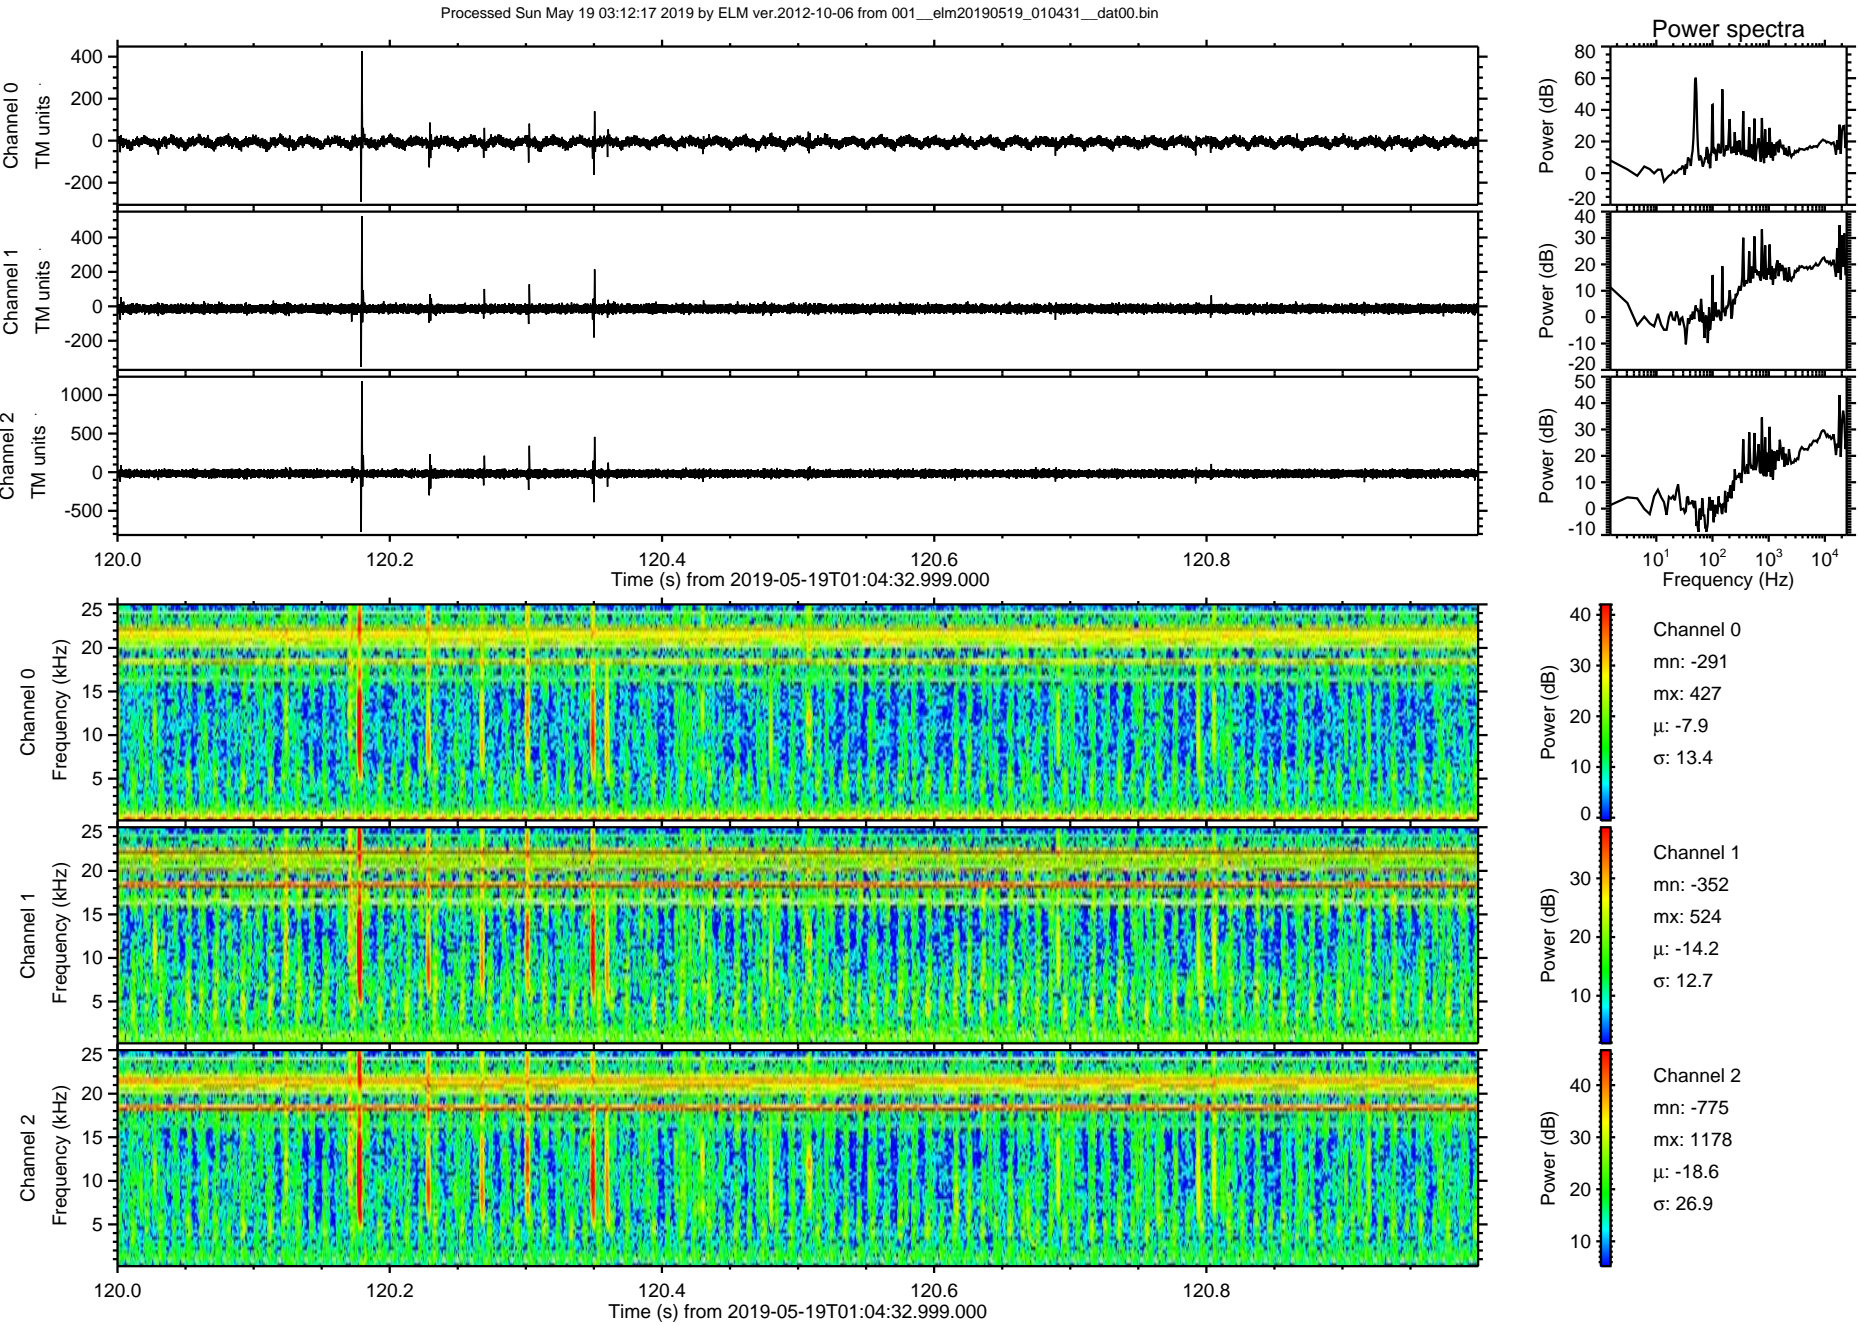 Processed Sun May 19 03:12:17 2019 by ELM ver.2012-10-06 from 001__elm20190519_010431__dat00.bin
Power spectra
Channel 0
TM units
400
200
0
-200
Power (dB)
80
60
40
20
0
-20
Channel 1
TM units
400
200
0
-200
Power (dB)
40
30
20
10
0
-10
-20
Channel 2
TM units
1000
500
0
-500
Power (dB)
50
40
30
20
10
0
-10
120.0
120.2
120.4
120.6
120.8
Time (s) from 2019-05-19T01:04:32.999.000
10¹
10²
10³
10⁴
Frequency (Hz)
Channel 0
Frequency (kHz)
25
20
15
10
5
Power (dB)
40
30
20
10
0
Channel 0
mn: -291
mx: 427
μ: -7.9
σ: 13.4
Channel 1
Frequency (kHz)
25
20
15
10
5
Power (dB)
30
20
10
Channel 1
mn: -352
mx: 524
μ: -14.2
σ: 12.7
Channel 2
Frequency (kHz)
25
20
15
10
5
Power (dB)
40
30
20
10
Channel 2
mn: -775
mx: 1178
μ: -18.6
σ: 26.9
120.0
120.2
120.4
120.6
120.8
Time (s) from 2019-05-19T01:04:32.999.000